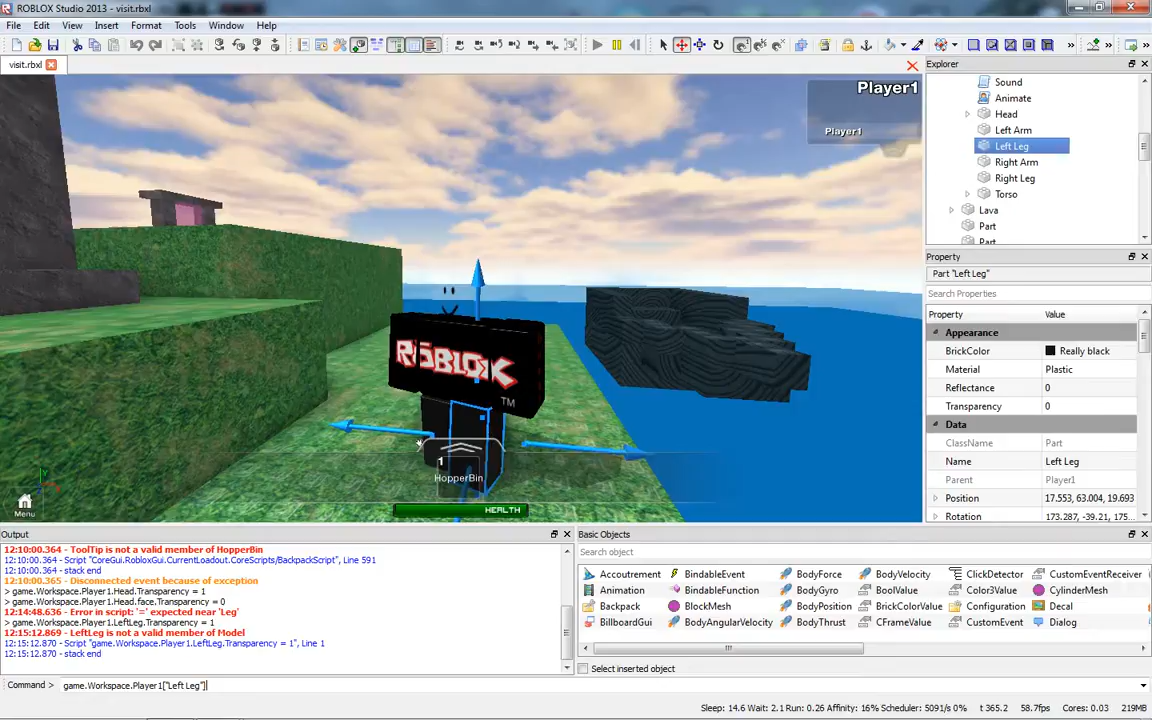 ROBLOX Studio 2013 - visit.rbxl
File Edit View Insert Format Tools Window Help
visit.rbxl
Player1
Player1
ROBLOX
TM
1
HopperBin
HEALTH
Menu
Explorer
Sound
Animate
Head
Left Arm
Left Leg
Right Arm
Right Leg
Torso
Lava
Part
Part
Property
Part "Left Leg"
Search Properties
Property Value
Appearance
BrickColor Really black
Material Plastic
Reflectance 0
Transparency 0
Data
ClassName Part
Name Left Leg
Parent Player1
Position 17.553, 63.004, 19.693
Rotation 173.287, -39.21, 175...
Output
12:10:00.364 - ToolTip is not a valid member of HopperBin
12:10:00.364 - Script "CoreGui.RobloxGui.CurrentLoadout.CoreScripts/BackpackScript", Line 591
12:10:00.364 - stack end
12:10:00.365 - Disconnected event because of exception
> game.Workspace.Player1.Head.Transparency = 1
> game.Workspace.Player1.Head.face.Transparency = 0
12:14:48.636 - Error in script: '=' expected near 'Leg'
> game.Workspace.Player1.LeftLeg.Transparency = 1
12:15:12.869 - LeftLeg is not a valid member of Model
12:15:12.870 - Script "game.Workspace.Player1.LeftLeg.Transparency = 1", Line 1
12:15:12.870 - stack end
Basic Objects
Search object
Accoutrement BindableEvent BodyForce BodyVelocity ClickDetector CustomEventReceiver
Animation BindableFunction BodyGyro BoolValue Color3Value CylinderMesh
Backpack BlockMesh BodyPosition BrickColorValue Configuration Decal
BillboardGui BodyAngularVelocity BodyThrust CFrameValue CustomEvent Dialog
Select inserted object
Command > game.Workspace.Player1["Left Leg"]
Sleep: 14.6 Wait: 2.1 Run: 0.26 Affinity: 16% Scheduler: 5091/s 0% t 365.2 58.7fps Cores: 0.03 219MB